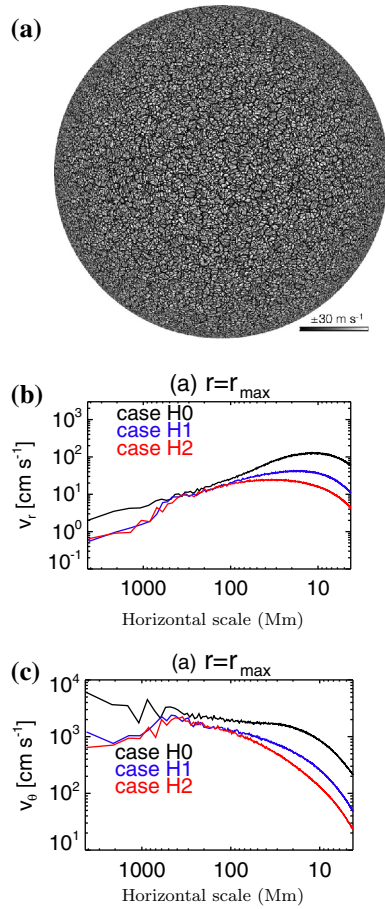 (a)
±30 m s⁻¹
(b)
(a) r=r_max
10³
10²
10¹
10⁰
10⁻¹
v_r [cm s⁻¹]
case H0
case H1
case H2
1000 100 10
Horizontal scale (Mm)
(c)
(a) r=r_max
10⁴
10³
10²
10¹
v_θ [cm s⁻¹]
case H0
case H1
case H2
1000 100 10
Horizontal scale (Mm)